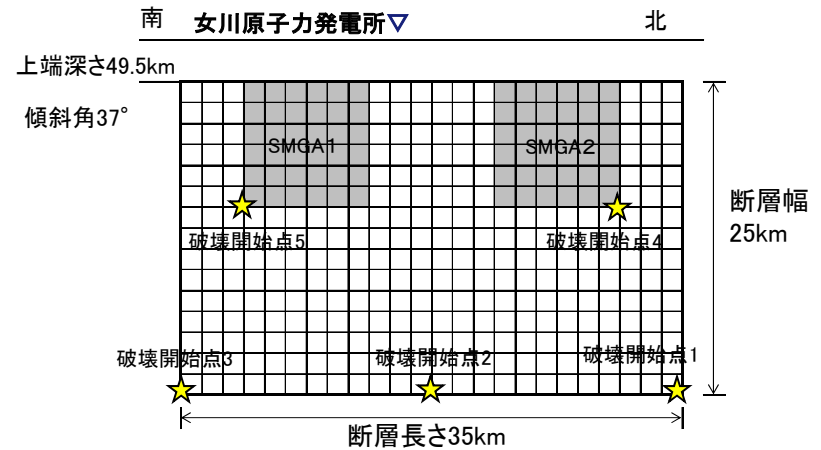 南 女川原子力発電所▽ 北
上端深さ49.5km
傾斜角37°
SMGA1
SMGA2
断層幅
25km
破壊開始点5
破壊開始点4
破壊開始点3
破壊開始点2
破壊開始点1
断層長さ35km